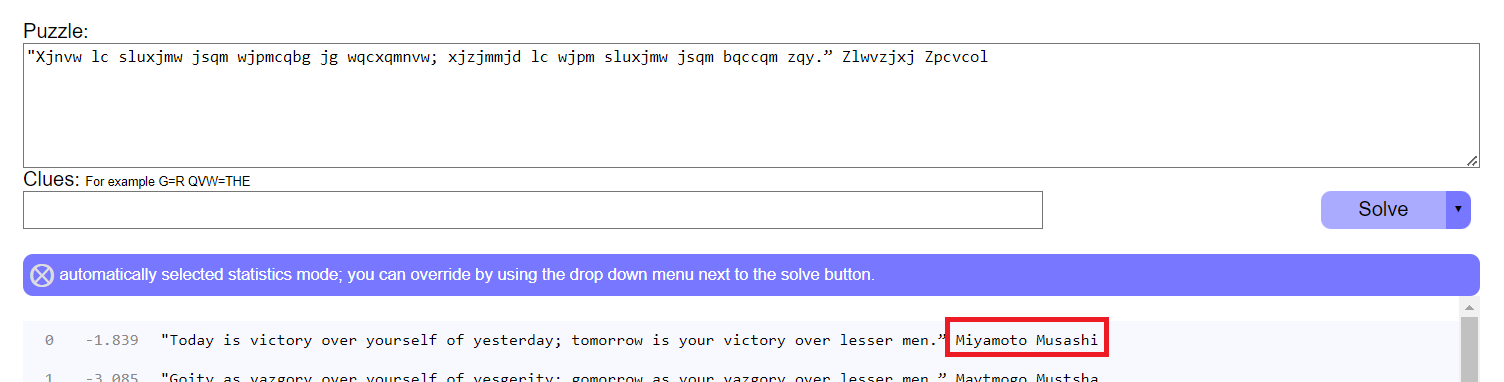 Puzzle:
"Xjnvw lc sluxjmw jsqm wjpmcqbg jg wqcxqmnvw; xjzjmmjd lc wjpm sluxjmw jsqm bqccqm zqy.” Zlwvzjxj Zpcvcol
Clues: For example G=R QVW=THE
Solve
automatically selected statistics mode; you can override by using the drop down menu next to the solve button.
0 -1.839 "Today is victory over yourself of yesterday; tomorrow is your victory over lesser men.” Miyamoto Musashi
1 -3.085 "Goity as vazgory over yourself of yesgerity; gomorrow as your vazgory over lesser men.” Maytmogo Mustsha